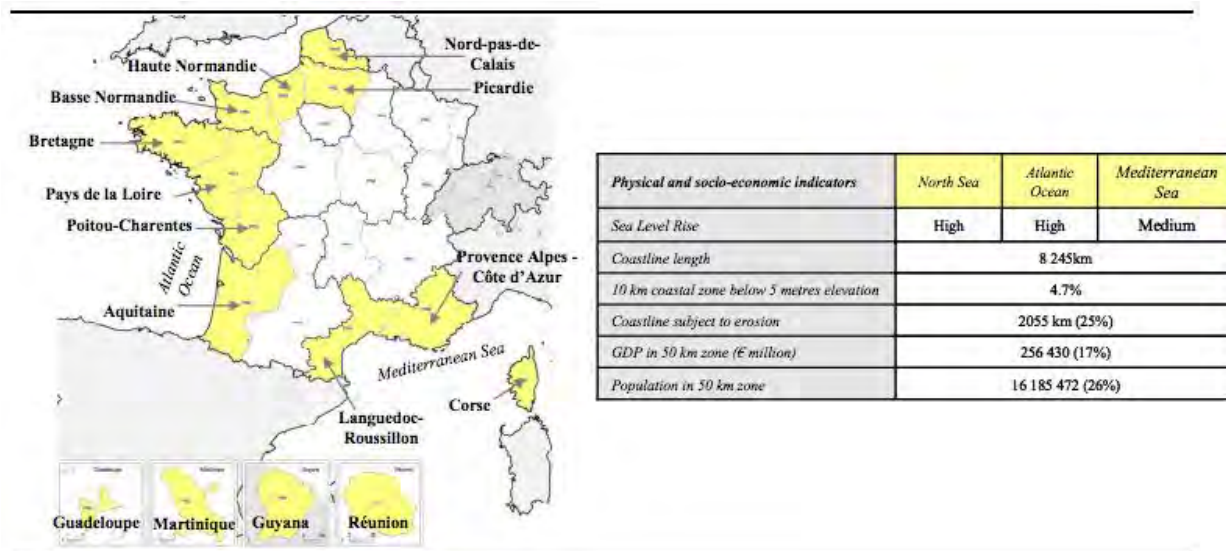 Nord-pas-de-
Calais
Haute Normandie
Picardie
Basse Normandie
Bretagne
Pays de la Loire
Poitou-Charentes
Atlantic
Ocean
Provence Alpes -
Côte d'Azur
Aquitaine
Mediterranean Sea
Corse
Languedoc-
Roussillon
Guadeloupe
Martinique
Guyana
Réunion
Physical and socio-economic indicators North Sea Atlantic Ocean Mediterranean Sea
Sea Level Rise High High Medium
Coastline length 8 245km
10 km coastal zone below 5 metres elevation 4.7%
Coastline subject to erosion 2055 km (25%)
GDP in 50 km zone (€ million) 256 430 (17%)
Population in 50 km zone 16 185 472 (26%)